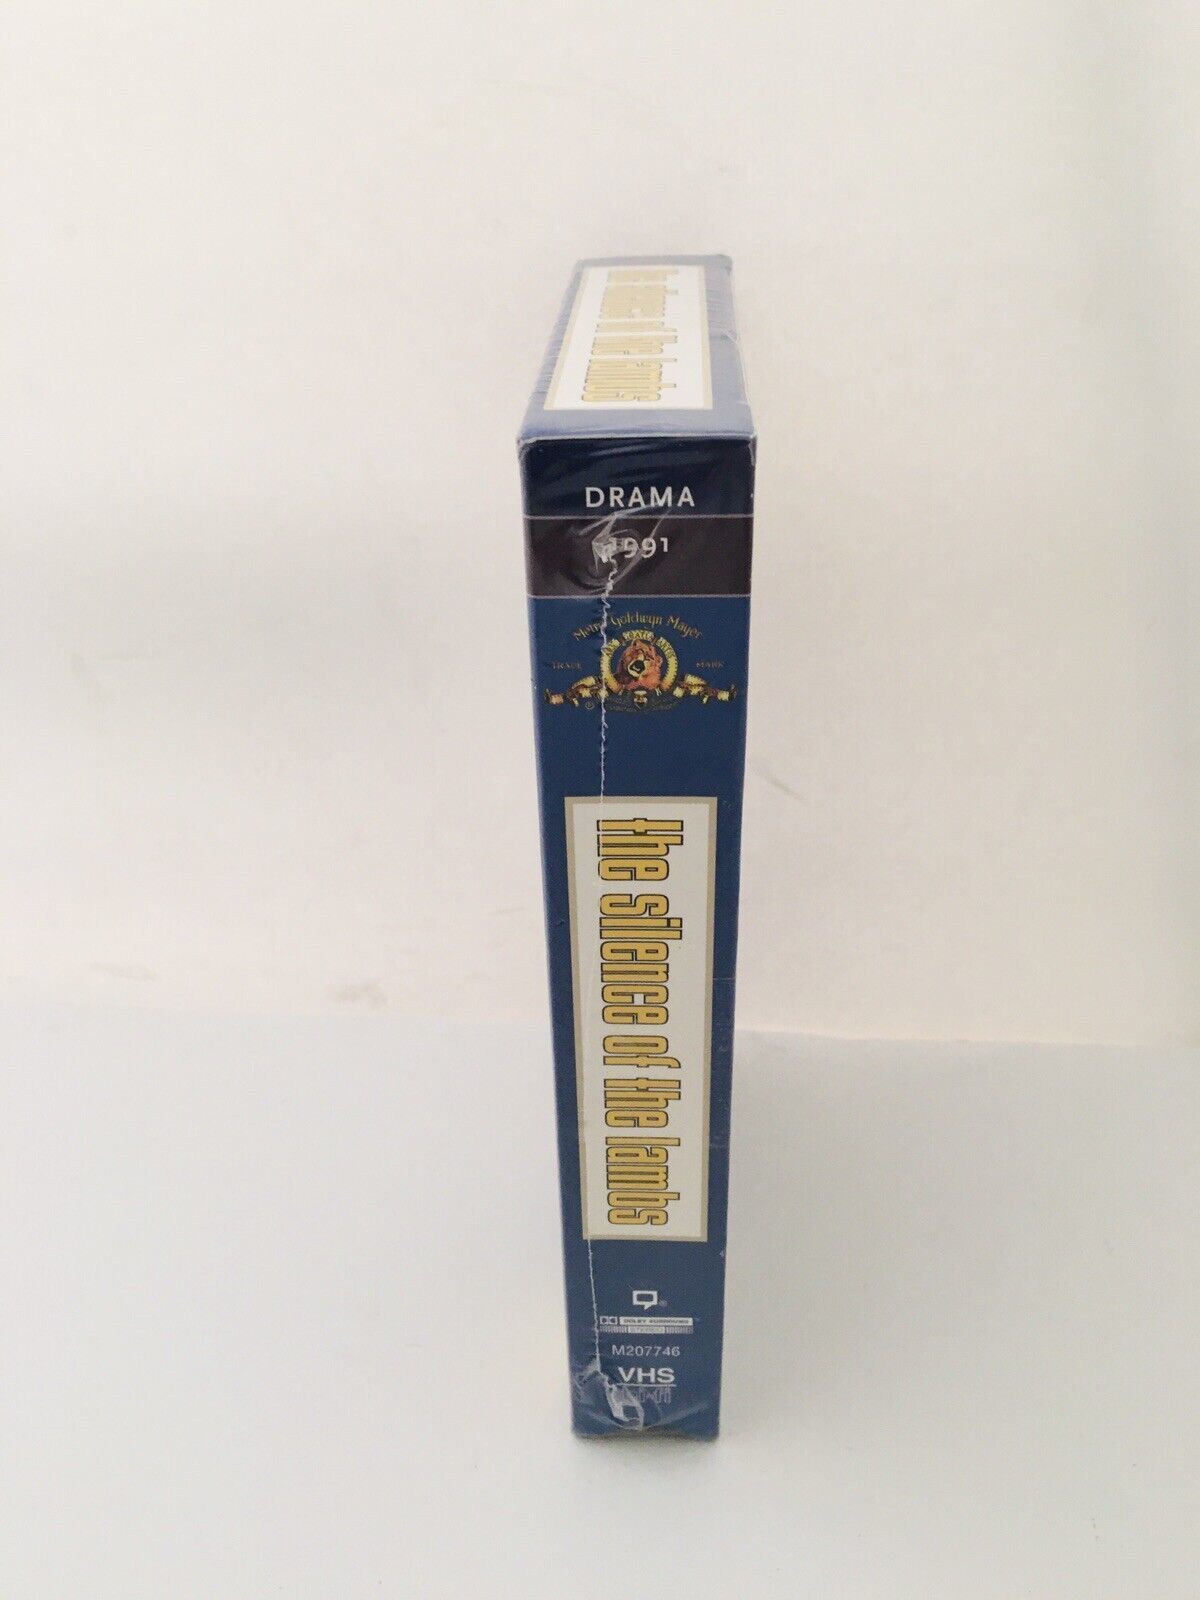 the silence of the lambs
DRAMA
1991
Metro Goldwyn Mayer
TRADE MARK
the silence of the lambs
®
DOLBY SURROUND
STEREO
M207746
VHS